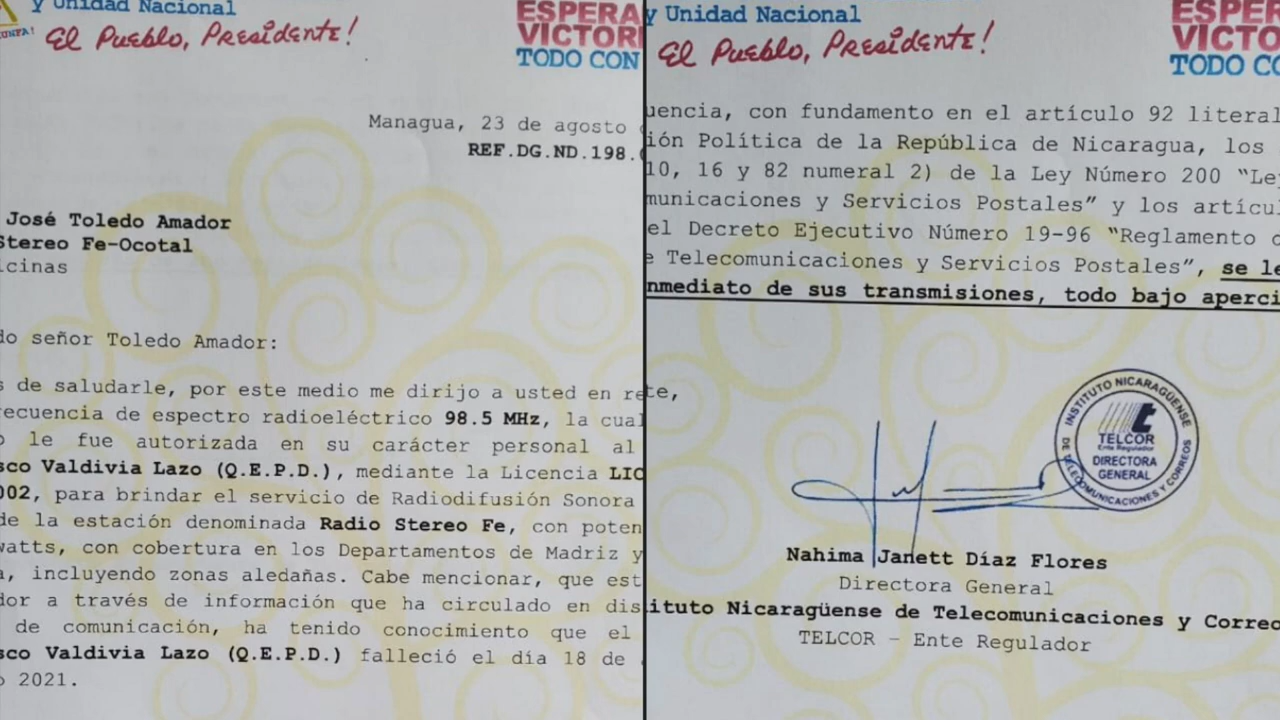 y Unidad Nacional
El Pueblo, Presidente!
ESPERA
VICTOR
TODO CON
Managua, 23 de agosto
REF.DG.ND.198.
José Toledo Amador
Stereo Fe-Ocotal
icinas
do señor Toledo Amador:
s de saludarle, por este medio me dirijo a usted en re
recuencia de espectro radioeléctrico 98.5 MHz, la cual
o le fue autorizada en su carácter personal al
sco Valdivia Lazo (Q.E.P.D.), mediante la Licencia LIC
002, para brindar el servicio de Radiodifusión Sonora
de la estación denominada Radio Stereo Fe, con poten
watts, con cobertura en los Departamentos de Madriz y
a, incluyendo zonas aledañas. Cabe mencionar, que est
dor a través de información que ha circulado en dis
de comunicación, ha tenido conocimiento que el
sco Valdivia Lazo (Q.E.P.D.) falleció el día 18 de
o 2021.
y Unidad Nacional
El Pueblo, Presidente!
ESPER
VICTO
TODO CO
uencia, con fundamento en el artículo 92 literal
ión Política de la República de Nicaragua, los
10, 16 y 82 numeral 2) de la Ley Número 200 “Le
municaciones y Servicios Postales” y los artícu
el Decreto Ejecutivo Número 19-96 “Reglamento
e Telecomunicaciones y Servicios Postales”, se le
nmediato de sus transmisiones, todo bajo aperci
te,
INSTITUTO NICARAGÜENSE
DE TELECOMUNICACIONES Y CORREOS
TELCOR
Ente Regulador
DIRECTORA
GENERAL
Nahima Janett Díaz Flores
Directora General
ituto Nicaragüense de Telecomunicaciones y Correo
TELCOR – Ente Regulador